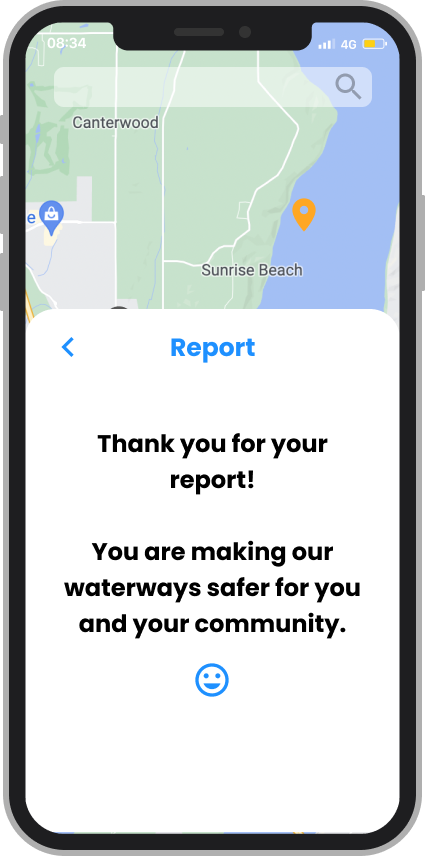 08:34
4G
Canterwood
e
Sunrise Beach
Report
Thank you for your
report!
You are making our
waterways safer for you
and your community.